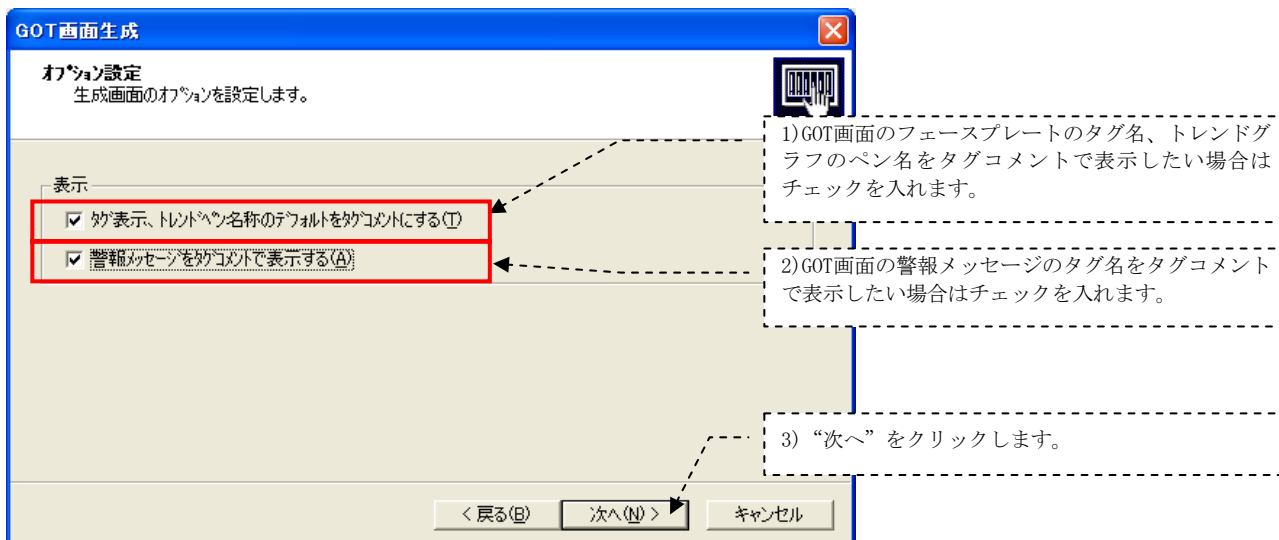 GOT画面生成
オプション設定
生成画面のオプションを設定します。
表示
タグ表示、トレンドペン名称のデフォルトをタグコメントにする(T)
警報メッセージをタグコメントで表示する(A)
1)GOT画面のフェースプレートのタグ名、トレンドグ
ラフのペン名をタグコメントで表示したい場合は
チェックを入れます。
2)GOT画面の警報メッセージのタグ名をタグコメント
で表示したい場合はチェックを入れます。
3) “次へ” をクリックします。
< 戻る(B)
次へ(N) >
キャンセル